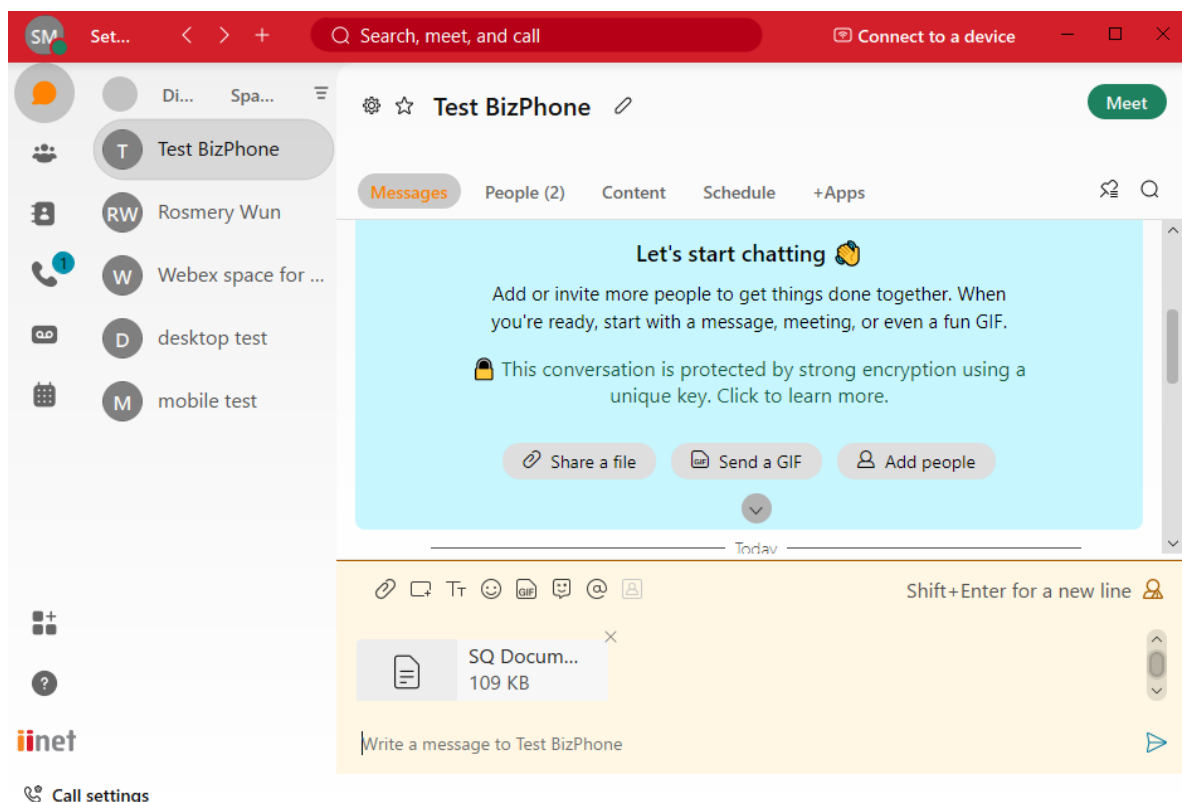 SM Set... Search, meet, and call Connect to a device
Di... Spa...
Test BizPhone Meet
T Test BizPhone
RW Rosmery Wun
1
W Webex space for ...
D desktop test
M mobile test
Messages People (2) Content Schedule +Apps
Let's start chatting
Add or invite more people to get things done together. When
you're ready, start with a message, meeting, or even a fun GIF.
This conversation is protected by strong encryption using a
unique key. Click to learn more.
Share a file GIF Send a GIF Add people
Today
GIF Shift+Enter for a new line
SQ Docum...
109 KB
Write a message to Test BizPhone
iinet
Call settings